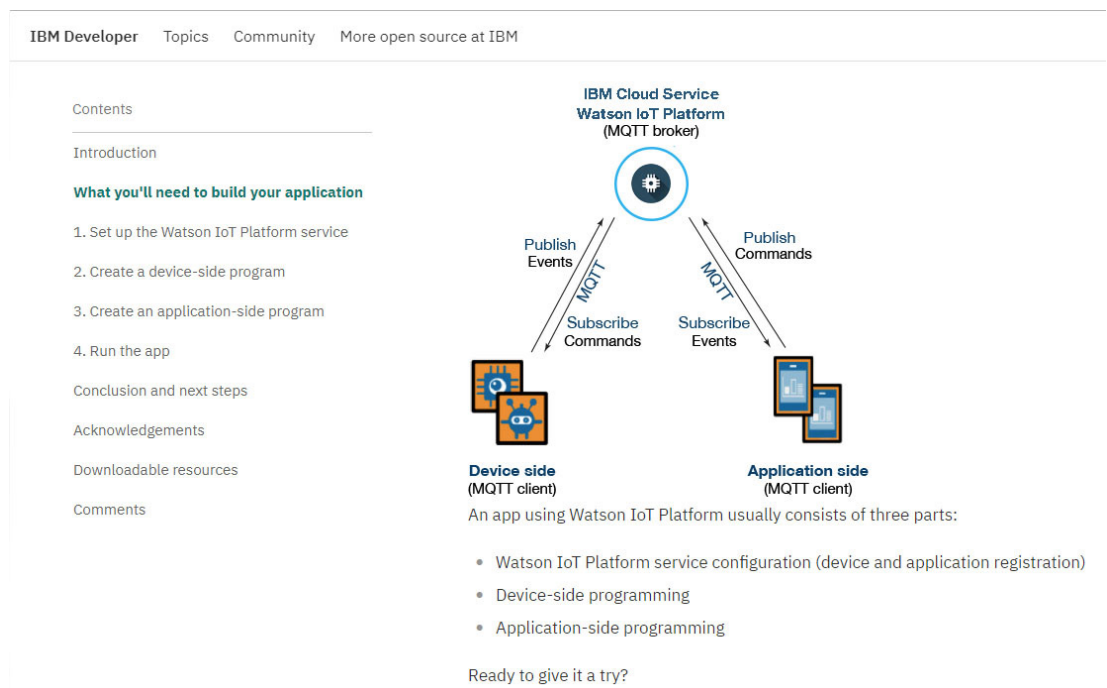 IBM Developer Topics Community More open source at IBM
Contents
Introduction
What you'll need to build your application
1. Set up the Watson IoT Platform service
2. Create a device-side program
3. Create an application-side program
4. Run the app
Conclusion and next steps
Acknowledgements
Downloadable resources
Comments
IBM Cloud Service
Watson IoT Platform
(MQTT broker)
Publish
Events
MQTT
Subscribe
Commands
Publish
Commands
MQTT
Subscribe
Events
Device side
(MQTT client)
Application side
(MQTT client)
An app using Watson IoT Platform usually consists of three parts:
• Watson IoT Platform service configuration (device and application registration)
• Device-side programming
• Application-side programming
Ready to give it a try?